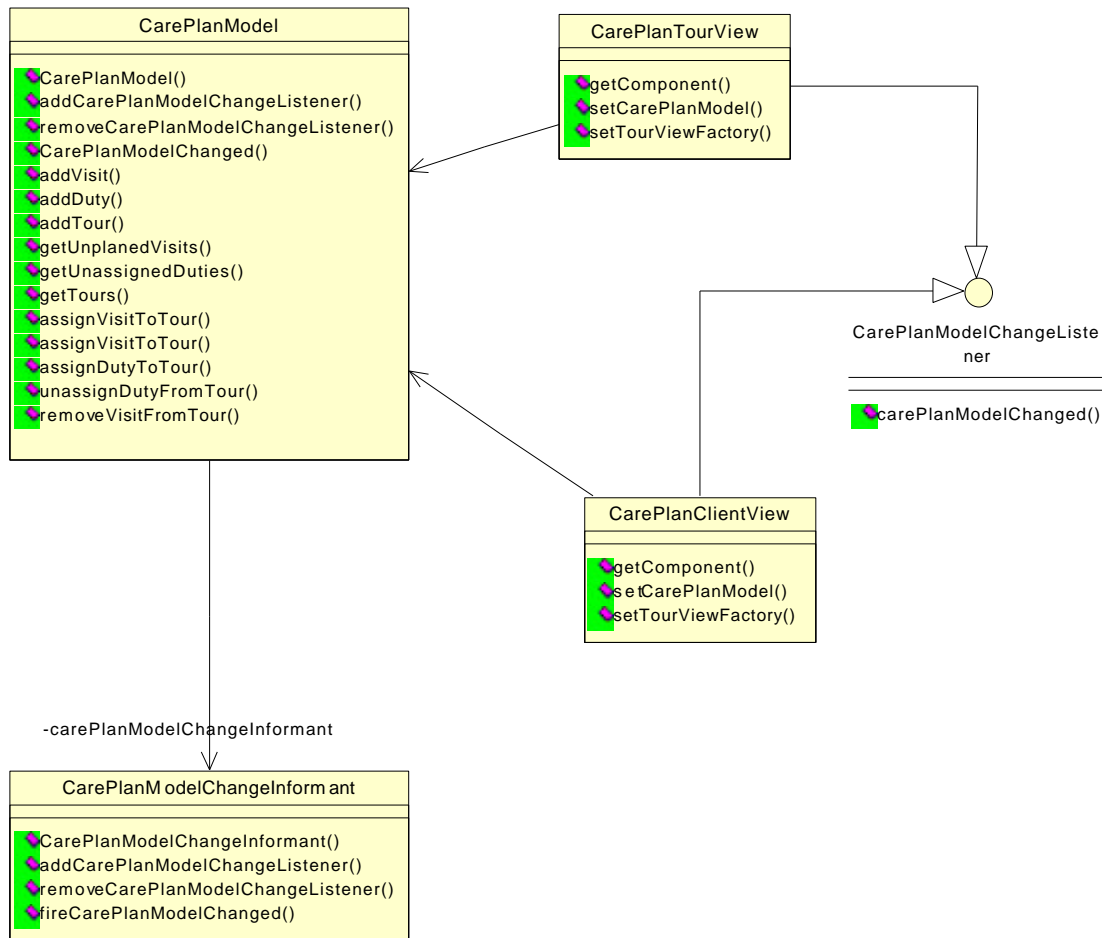 CarePlanModel
CarePlanModel()
addCarePlanModelChangeListener()
removeCarePlanModelChangeListener()
CarePlanModelChanged()
addVisit()
addDuty()
addTour()
getUnplanedVisits()
getUnassignedDuties()
getTours()
assignVisitToTour()
assignVisitToTour()
assignDutyToTour()
unassignDutyFromTour()
removeVisitFromTour()
CarePlanTourView
getComponent()
setCarePlanModel()
setTourViewFactory()
CarePlanModelChangeListe
ner
carePlanModelChanged()
CarePlanClientView
getComponent()
setCarePlanModel()
setTourViewFactory()
-carePlanModelChangeInformant
CarePlanModelChangeInformant
CarePlanModelChangeInformant()
addCarePlanModelChangeListener()
removeCarePlanModelChangeListener()
fireCarePlanModelChanged()